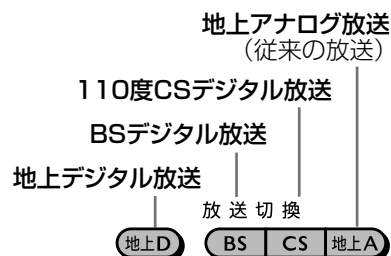 地上アナログ放送
（従来の放送）
110度CSデジタル放送
BSデジタル放送
地上デジタル放送
放送切換
地上D BS CS 地上A